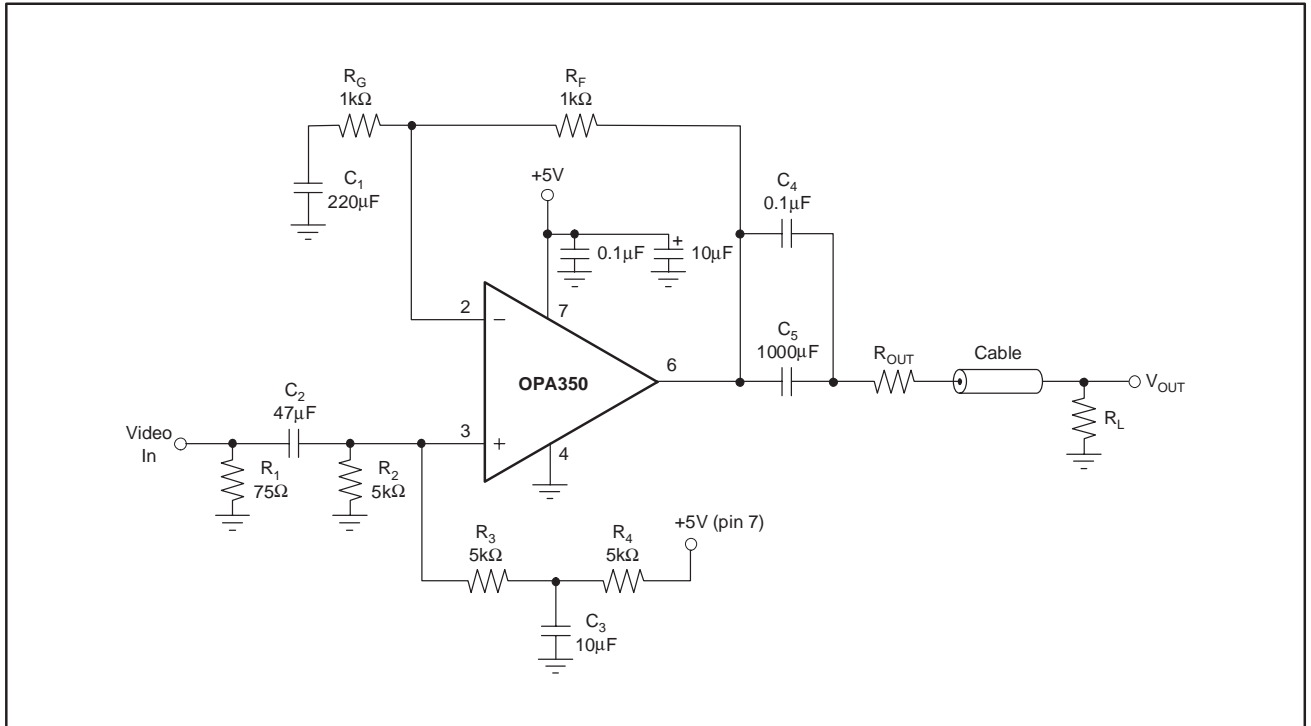 R_G
1kΩ
R_F
1kΩ
C_1
220μF
+5V
C_4
0.1μF
0.1μF
+
10μF
2
−
7
C_5
1000μF
R_OUT
Cable
OPA350
6
V_OUT
R_L
C_2
47μF
Video
In
3
+
4
R_1
75Ω
R_2
5kΩ
+5V (pin 7)
R_3
5kΩ
R_4
5kΩ
C_3
10μF